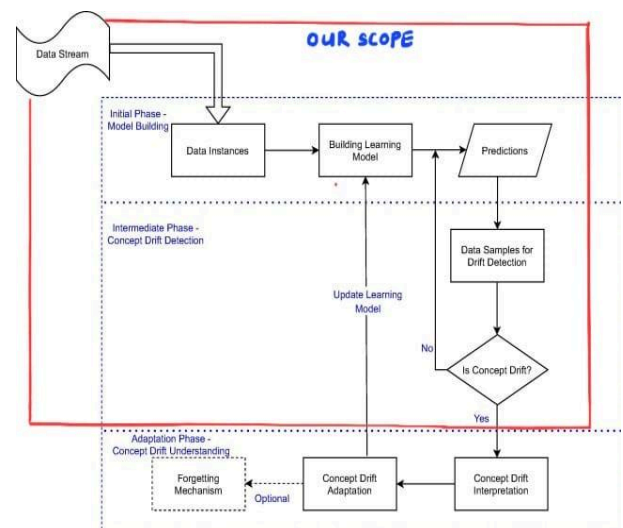 OUR SCOPE
Data Stream
Initial Phase -
Model Building
Data Instances
Building Learning
Model
Predictions
Intermediate Phase -
Concept Drift Detection
Data Samples for
Drift Detection
Update Learning
Model
No
Is Concept Drift?
Yes
Adaptation Phase -
Concept Drift Understanding
Forgetting
Mechanism
Optional
Concept Drift
Adaptation
Concept Drift
Interpretation